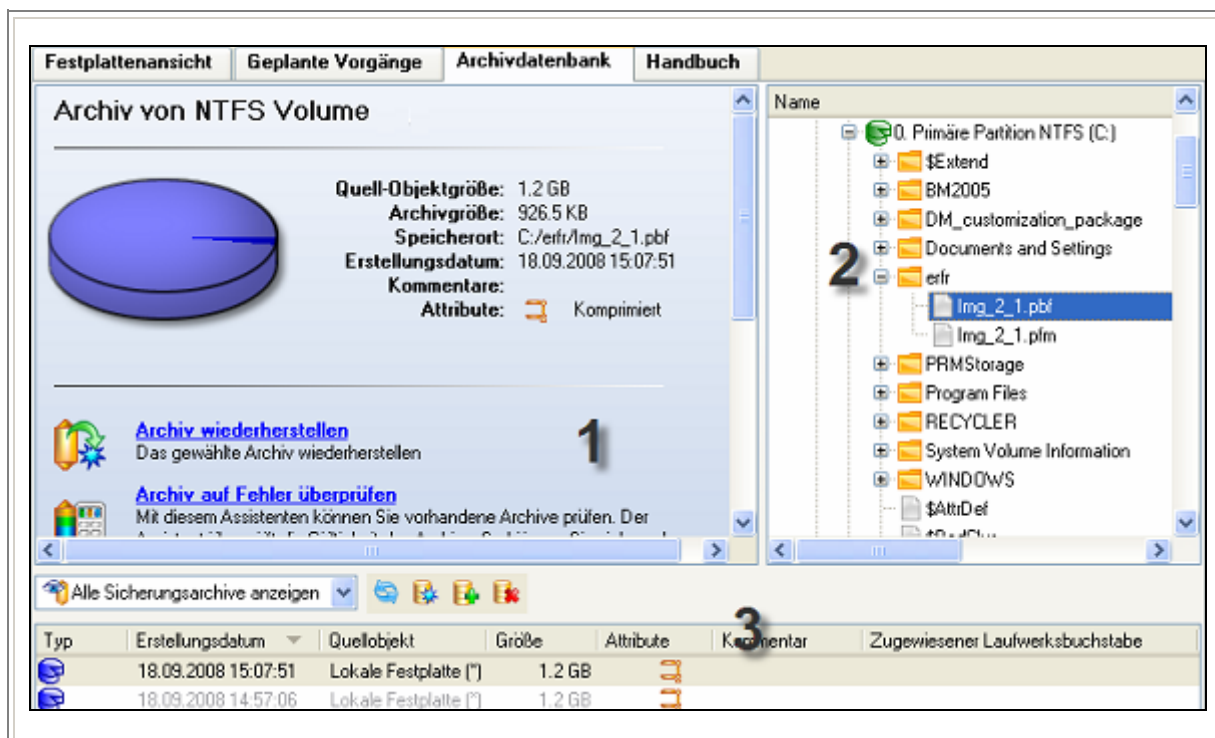 Festplattenansicht Geplante Vorgänge Archivdatenbank Handbuch
Archiv von NTFS Volume
Quell-Objektgröße: 1.2 GB
Archivgröße: 926.5 KB
Speicherort: C:/erfr/Img_2_1.pbf
Erstellungsdatum: 18.09.2008 15:07:51
Kommentare:
Attribute: Komprimiert
Archiv wiederherstellen
Das gewählte Archiv wiederherstellen
1
Archiv auf Fehler überprüfen
Mit diesem Assistenten können Sie vorhandene Archive prüfen. Der
Name
0. Primäre Partition NTFS (C:)
$Extend
BM2005
DM_customization_package
Documents and Settings
2
erfr
Img_2_1.pbf
Img_2_1.pfm
PRMStorage
Program Files
RECYCLER
System Volume Information
WINDOWS
$AttrDef
Alle Sicherungsarchive anzeigen
3
Typ Erstellungsdatum Quellobjekt Größe Attribute Kommentar Zugewiesener Laufwerksbuchstabe
18.09.2008 15:07:51 Lokale Festplatte (*) 1.2 GB
18.09.2008 14:57:06 Lokale Festplatte (*) 1.2 GB